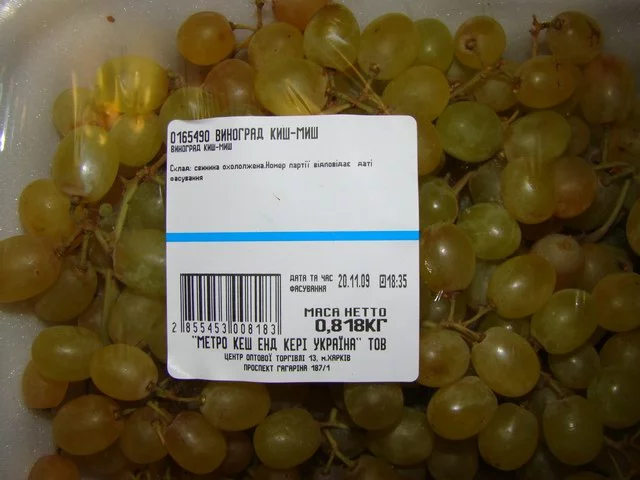 0165490 ВИНОГРАД КИШ-МИШ
ВИНОГРАД КИШ-МИШ
Склад: свинина охолоджена.Номер партії відповідає даті
фасування
ДАТА ТА ЧАС 20.11.09 18:35
ФАСУВАННЯ
МАСА НЕТТО
0,818КГ
2 855453 008183
"МЕТРО КЕШ ЕНД КЕРІ УКРАЇНА" ТОВ
ЦЕНТР ОПТОВОЇ ТОРГІВЛІ 13, м.ХАРКІВ
ПРОСПЕКТ ГАГАРІНА 187/1